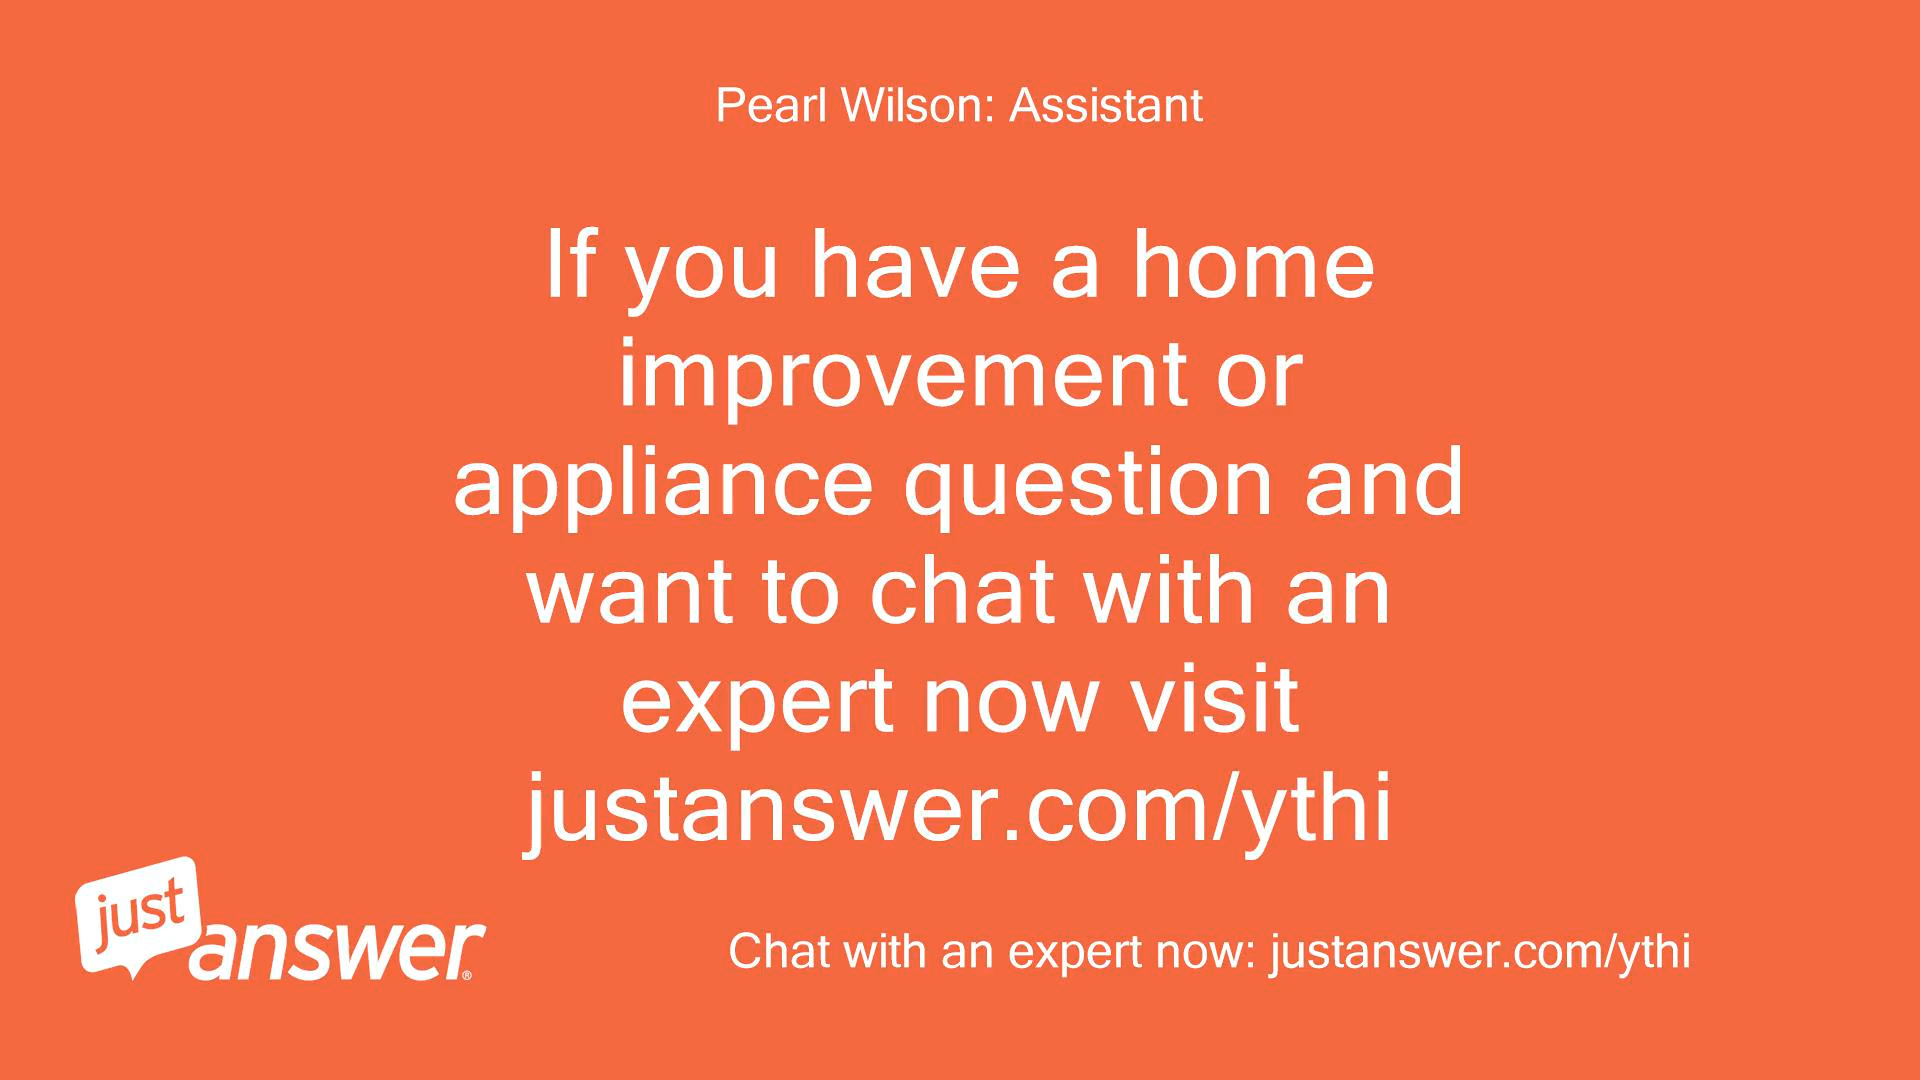 Pearl Wilson: Assistant
If you have a home
improvement or
appliance question and
want to chat with an
expert now visit
justanswer.com/ythi
just
answer®
Chat with an expert now: justanswer.com/ythi